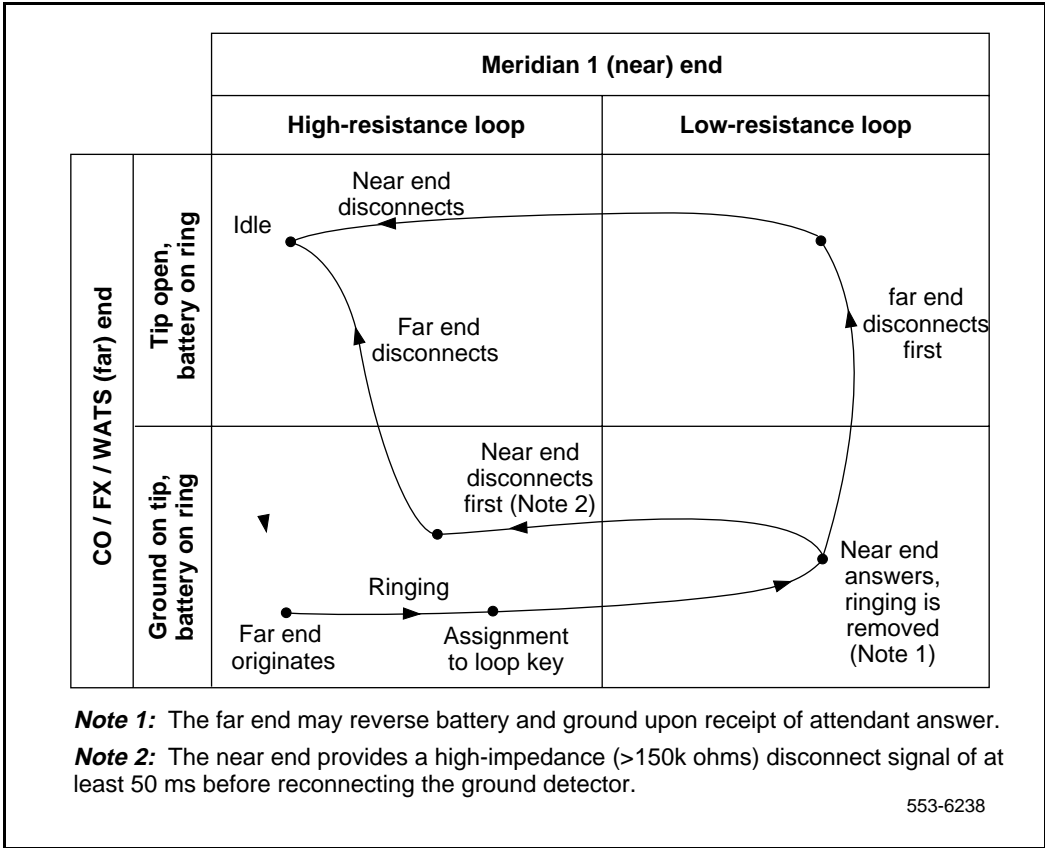 Meridian 1 (near) end
High-resistance loop
Low-resistance loop
CO / FX / WATS (far) end
Tip open,
battery on ring
Idle
Near end
disconnects
Far end
disconnects
far end
disconnects
first
Ground on tip,
battery on ring
Near end
disconnects
first (Note 2)
Ringing
Far end
originates
Assignment
to loop key
Near end
answers,
ringing is
removed
(Note 1)
Note 1: The far end may reverse battery and ground upon receipt of attendant answer.
Note 2: The near end provides a high-impedance (>150k ohms) disconnect signal of at
least 50 ms before reconnecting the ground detector.
553-6238